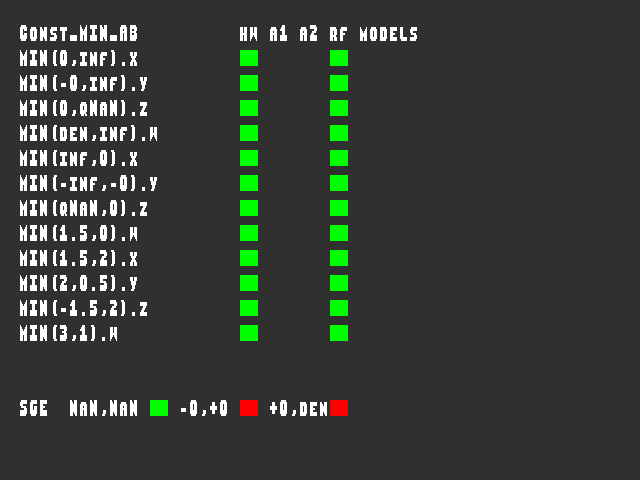 Const_MIN_AB HW A1 A2 RF MODELS
MIN(0,INF).X
MIN(-0,INF).Y
MIN(0,QNAN).Z
MIN(DEN,INF).W
MIN(INF,0).X
MIN(-INF,-0).Y
MIN(QNAN,0).Z
MIN(1.5,0).W
MIN(1.5,2).X
MIN(2,0.5).Y
MIN(-1.5,2).Z
MIN(3,1).W
SGE NAN,NAN -0,+0 +0,DEN